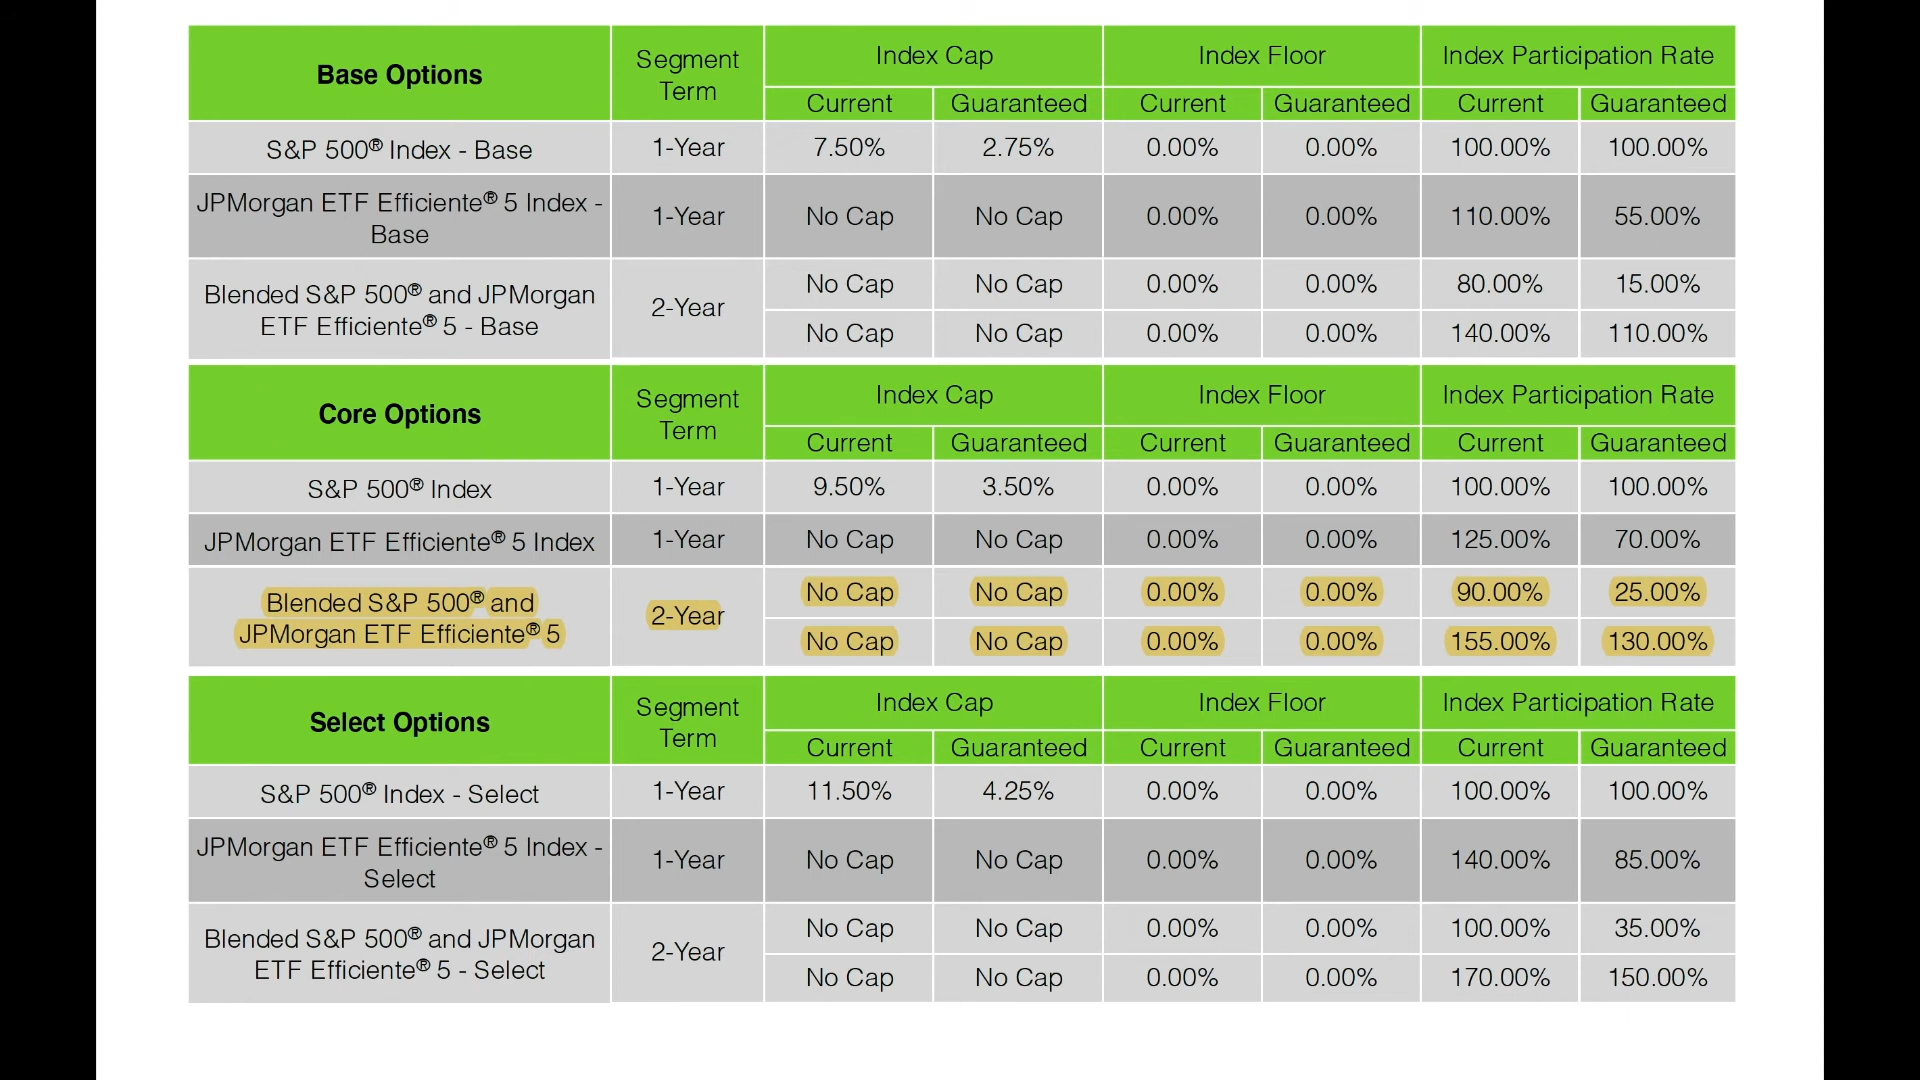 Base Options
Segment
Term
Index Cap
Index Floor
Index Participation Rate
Current
Guaranteed
Current
Guaranteed
Current
Guaranteed
S&P 500® Index - Base
1-Year
7.50%
2.75%
0.00%
0.00%
100.00%
100.00%
JPMorgan ETF Efficiente® 5 Index -
Base
1-Year
No Cap
No Cap
0.00%
0.00%
110.00%
55.00%
Blended S&P 500® and JPMorgan
ETF Efficiente® 5 - Base
2-Year
No Cap
No Cap
0.00%
0.00%
80.00%
15.00%
No Cap
No Cap
0.00%
0.00%
140.00%
110.00%
Core Options
Segment
Term
Index Cap
Index Floor
Index Participation Rate
Current
Guaranteed
Current
Guaranteed
Current
Guaranteed
S&P 500® Index
1-Year
9.50%
3.50%
0.00%
0.00%
100.00%
100.00%
JPMorgan ETF Efficiente® 5 Index
1-Year
No Cap
No Cap
0.00%
0.00%
125.00%
70.00%
Blended S&P 500® and
JPMorgan ETF Efficiente® 5
2-Year
No Cap
No Cap
0.00%
0.00%
90.00%
25.00%
No Cap
No Cap
0.00%
0.00%
155.00%
130.00%
Select Options
Segment
Term
Index Cap
Index Floor
Index Participation Rate
Current
Guaranteed
Current
Guaranteed
Current
Guaranteed
S&P 500® Index - Select
1-Year
11.50%
4.25%
0.00%
0.00%
100.00%
100.00%
JPMorgan ETF Efficiente® 5 Index -
Select
1-Year
No Cap
No Cap
0.00%
0.00%
140.00%
85.00%
Blended S&P 500® and JPMorgan
ETF Efficiente® 5 - Select
2-Year
No Cap
No Cap
0.00%
0.00%
100.00%
35.00%
No Cap
No Cap
0.00%
0.00%
170.00%
150.00%